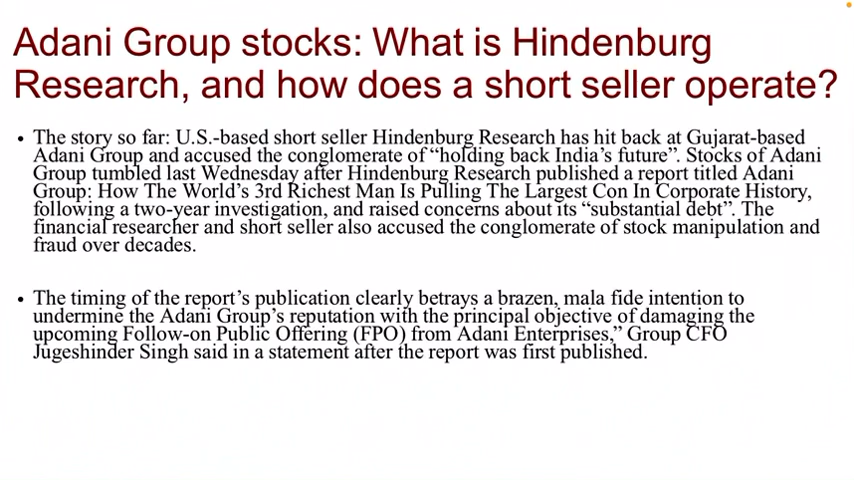 Adani Group stocks: What is Hindenburg
Research, and how does a short seller operate?
• The story so far: U.S.-based short seller Hindenburg Research has hit back at Gujarat-based
Adani Group and accused the conglomerate of “holding back India’s future”. Stocks of Adani
Group tumbled last Wednesday after Hindenburg Research published a report titled Adani
Group: How The World’s 3rd Richest Man Is Pulling The Largest Con In Corporate History,
following a two-year investigation, and raised concerns about its “substantial debt”. The
financial researcher and short seller also accused the conglomerate of stock manipulation and
fraud over decades.
• The timing of the report’s publication clearly betrays a brazen, mala fide intention to
undermine the Adani Group’s reputation with the principal objective of damaging the
upcoming Follow-on Public Offering (FPO) from Adani Enterprises,” Group CFO
Jugeshinder Singh said in a statement after the report was first published.